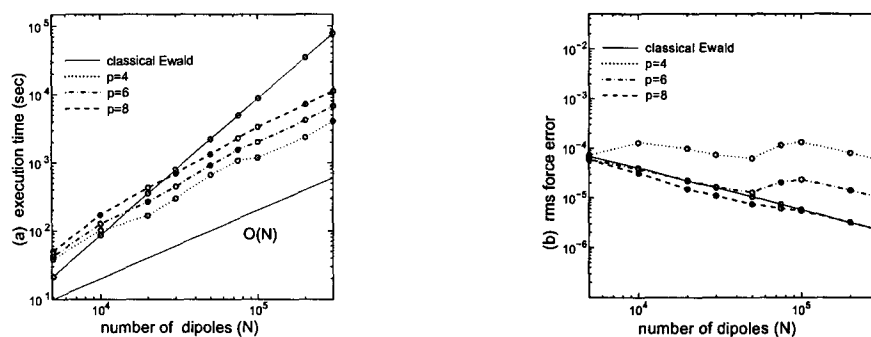 (a) execution time (sec)
10^5
10^4
10^3
10^2
10^1
classical Ewald
p=4
p=6
p=8
O(N)
10^4
10^5
number of dipoles (N)
(b) rms force error
10^-2
10^-3
10^-4
10^-5
10^-6
classical Ewald
p=4
p=6
p=8
10^4
10^5
number of dipoles (N)